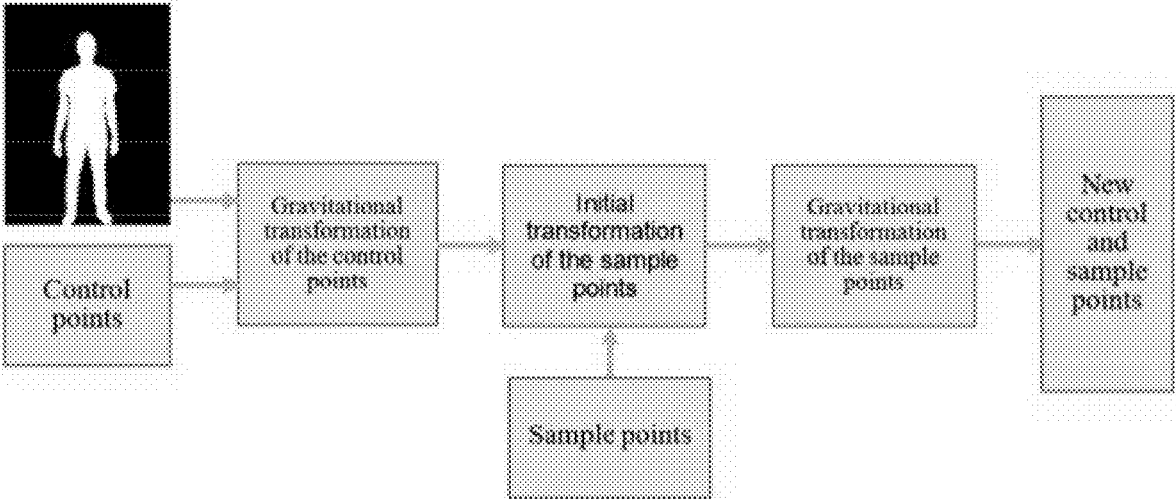 Control
points
Gravitational
transformation
of the control
points
Initial
transformation
of the sample
points
Sample points
Gravitational
transformation
of the sample
points
New
control
and
sample
points